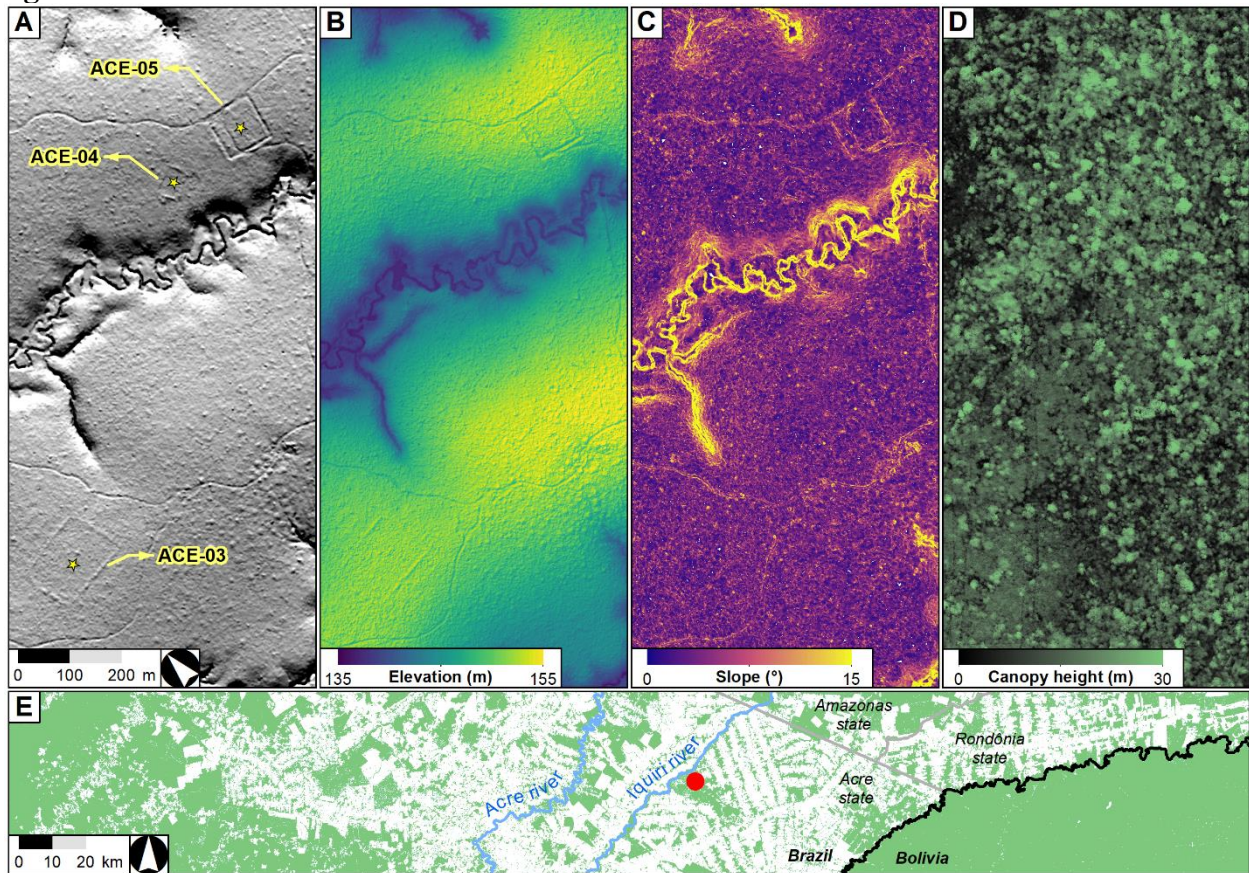 A
B
C
D
ACE-05
ACE-04
ACE-03
0 100 200 m
135 Elevation (m) 155
0 Slope (°) 15
0 Canopy height (m) 30
E
Amazonas
state
Rondônia
state
Acre river
Iquiri river
Acre
state
0 10 20 km
Brazil
Bolivia